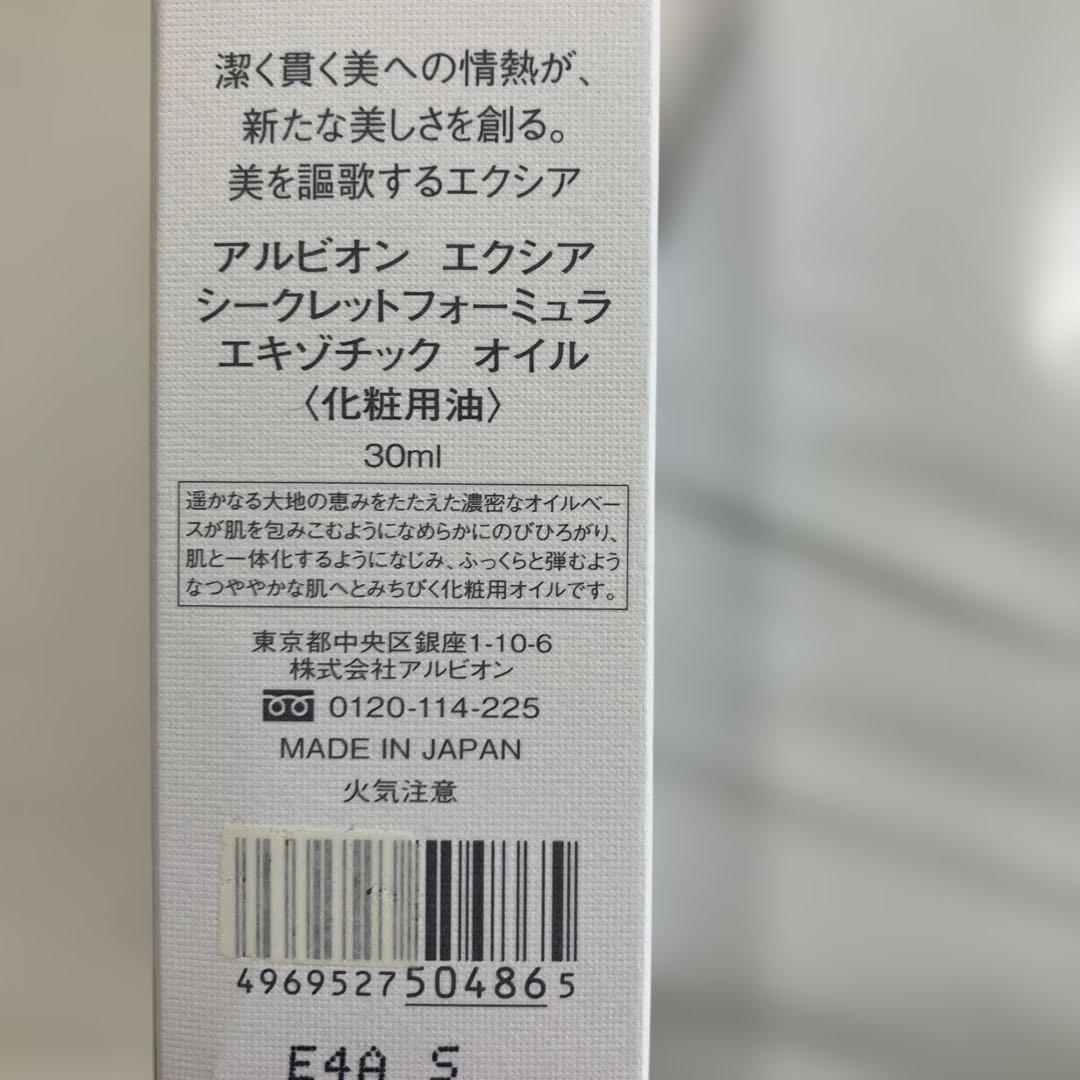 潔く貫く美への情熱が、
新たな美しさを創る。
美を謳歌するエクシア
アルビオン エクシア
シークレットフォーミュラ
エキゾチック オイル
〈化粧用油〉
30ml
遥かなる大地の恵みをたたえた濃密なオイルベー
スが肌を包みこむようになめらかにのびひろがり、
肌と一体化するようになじみ、ふっくらと弾むよう
なつややかな肌へとみちびく化粧用オイルです。
東京都中央区銀座1-10-6
株式会社アルビオン
0120-114-225
MADE IN JAPAN
火気注意
4969527504865
E4A S